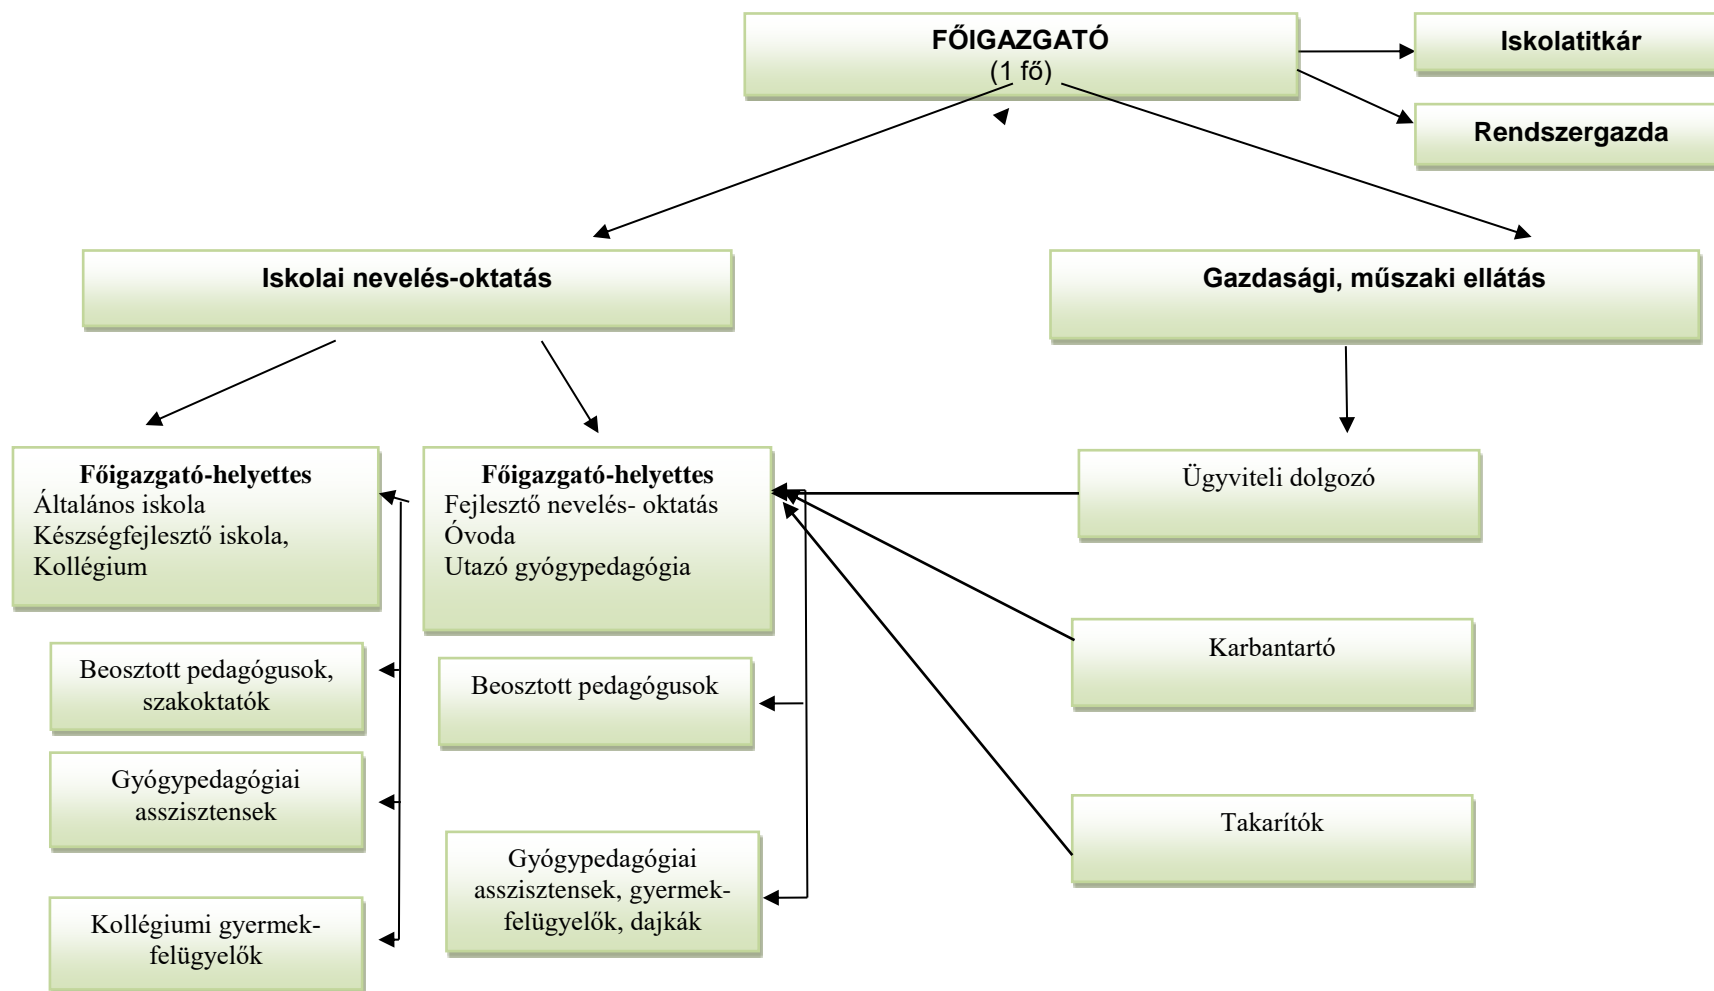 FŐIGAZGATÓ
(1 fő)
Iskolatitkár
Rendszergazda
Iskolai nevelés-oktatás
Gazdasági, műszaki ellátás
Főigazgató-helyettes
Általános iskola
Készségfejlesztő iskola,
Kollégium
Főigazgató-helyettes
Fejlesztő nevelés- oktatás
Óvoda
Utazó gyógypedagógia
Ügyviteli dolgozó
Beosztott pedagógusok,
szakoktatók
Beosztott pedagógusok
Karbantartó
Gyógypedagógiai
asszisztensek
Gyógypedagógiai
asszisztensek, gyermek-
felügyelők, dajkák
Takarítók
Kollégiumi gyermek-
felügyelők